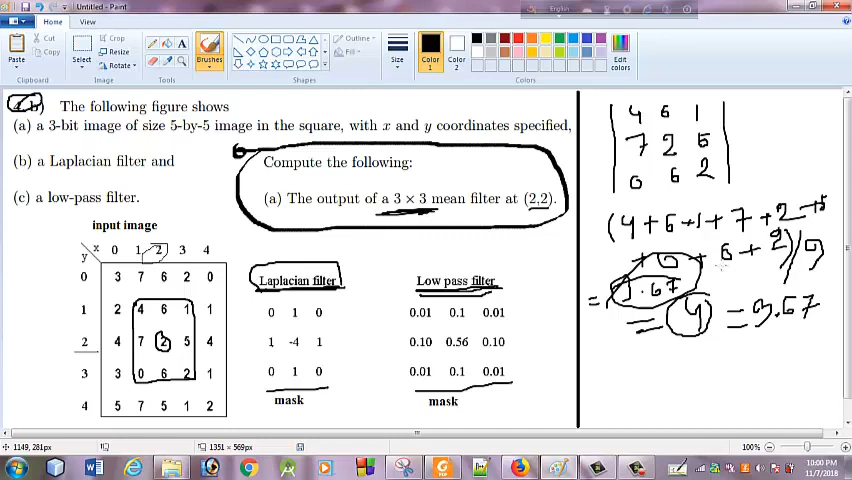 English
Untitled - Paint
Home View
Cut
Copy
Paste
Clipboard
Crop
Resize
Rotate
Select
Image
A
Tools
Brushes
Outline
Fill
Shapes
Size
Color 1
Color 2
Colors
Edit colors
4 b) The following figure shows
(a) a 3-bit image of size 5-by-5 image in the square, with x and y coordinates specified,
(b) a Laplacian filter and
(c) a low-pass filter.
Compute the following:
(a) The output of a 3 × 3 mean filter at (2,2).
input image
x 0 1 2 3 4
y
0 3 7 6 2 0
1 2 4 6 1 1
2 4 7 2 5 4
3 3 0 6 2 1
4 5 7 5 1 2
Laplacian filter
0 1 0
1 -4 1
0 1 0
mask
Low pass filter
0.01 0.1 0.01
0.10 0.56 0.10
0.01 0.1 0.01
mask
4 6 1
7 2 5
0 6 2
(4+6+1+7+2+5
+0+6+2)/9
= 3.67
= 4 = 3.67
1149, 281px
1351 × 569px
100%
10:00 PM
11/7/2018